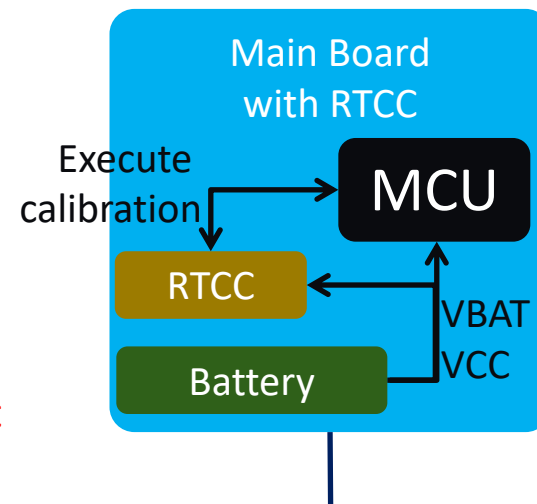 Main Board
with RTCC
Execute
calibration
MCU
RTCC
VBAT
VCC
Battery